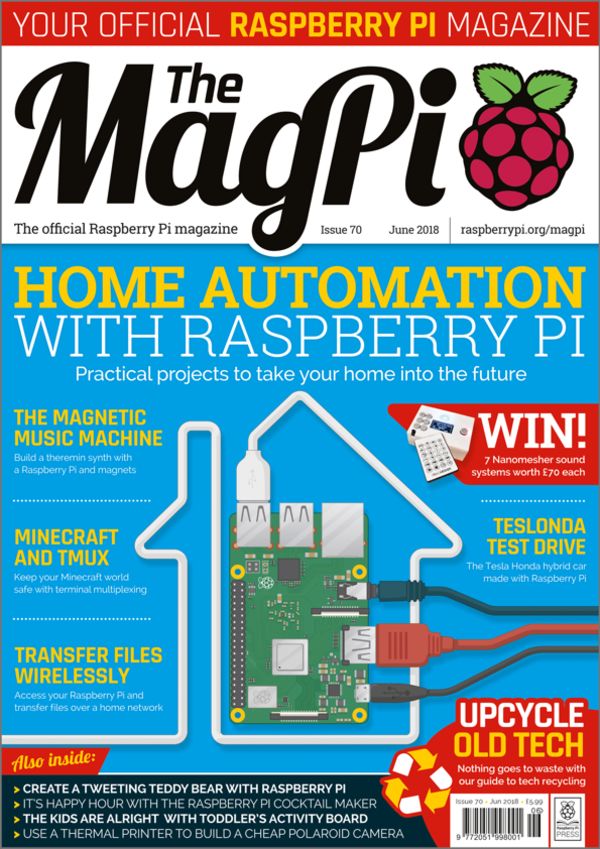 YOUR OFFICIAL RASPBERRY PI MAGAZINE
The
MagPi
The official Raspberry Pi magazine
Issue 70
June 2018
raspberrypi.org/magpi
HOME AUTOMATION
WITH RASPBERRY PI
Practical projects to take your home into the future
THE MAGNETIC
MUSIC MACHINE
Build a theremin synth with
a Raspberry Pi and magnets
MINECRAFT
AND TMUX
Keep your Minecraft world
safe with terminal multiplexing
TRANSFER FILES
WIRELESSLY
Access your Raspberry Pi and
transfer files over a home network
WIN!
7 Nanomesher sound
systems worth £70 each
TESLONDA
TEST DRIVE
The Tesla Honda hybrid car
made with Raspberry Pi
UPCYCLE
OLD TECH
Nothing goes to waste with
our guide to tech recycling
Also inside:
> CREATE A TWEETING TEDDY BEAR WITH RASPBERRY PI
> IT'S HAPPY HOUR WITH THE RASPBERRY PI COCKTAIL MAKER
> THE KIDS ARE ALRIGHT WITH TODDLER'S ACTIVITY BOARD
> USE A THERMAL PRINTER TO BUILD A CHEAP POLAROID CAMERA
Issue 70 • Jun 2018 • £5.99
06
9 772051 998001
Raspberry Pi
PRESS